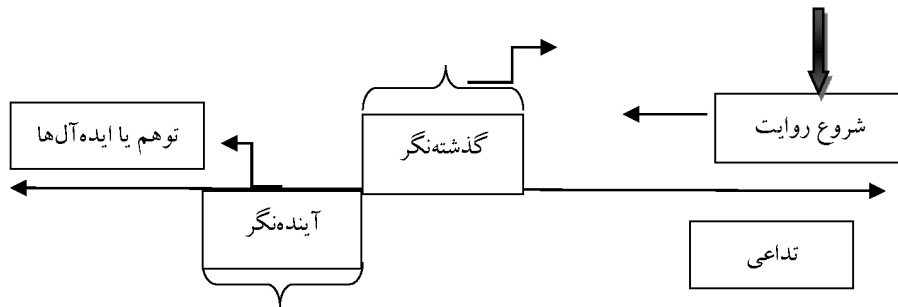 شروع روایت
گذشته‌نگر
توهم یا ایده‌آل‌ها
آینده‌نگر
تداعی